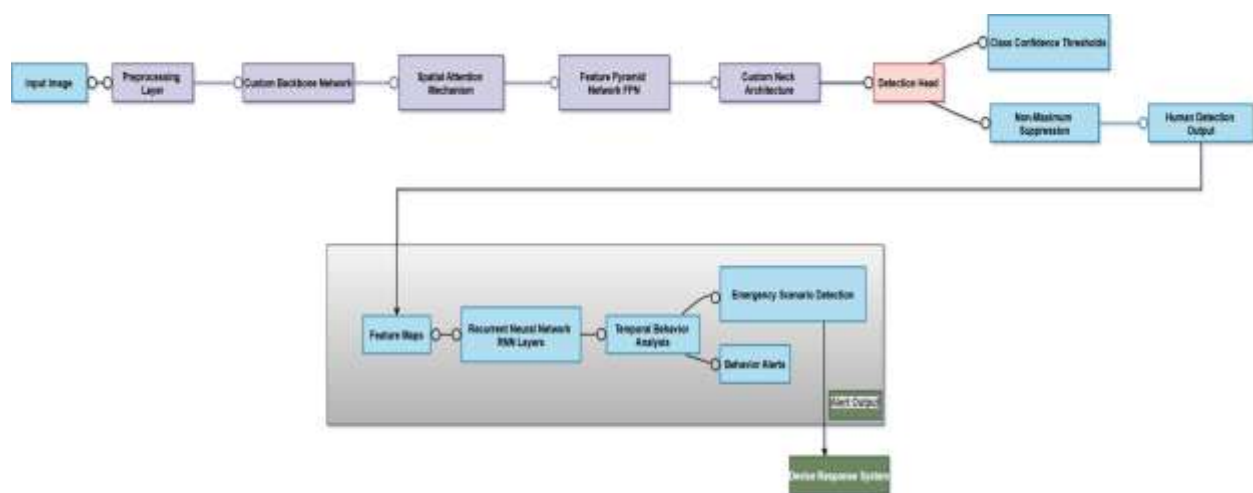 Input Image
Preprocessing
Layer
Custom Backbone Network
Spatial Attention
Mechanism
Feature Pyramid
Network FPN
Custom Neck
Architecture
Detection Head
Class Confidence Thresholds
Non-Maximum
Suppression
Human Detection
Output
Feature Maps
Recurrent Neural Network
RNN Layers
Temporal Behavior
Analysis
Emergency Scenario Detection
Behavior Alerts
Alert Output
Device Response System